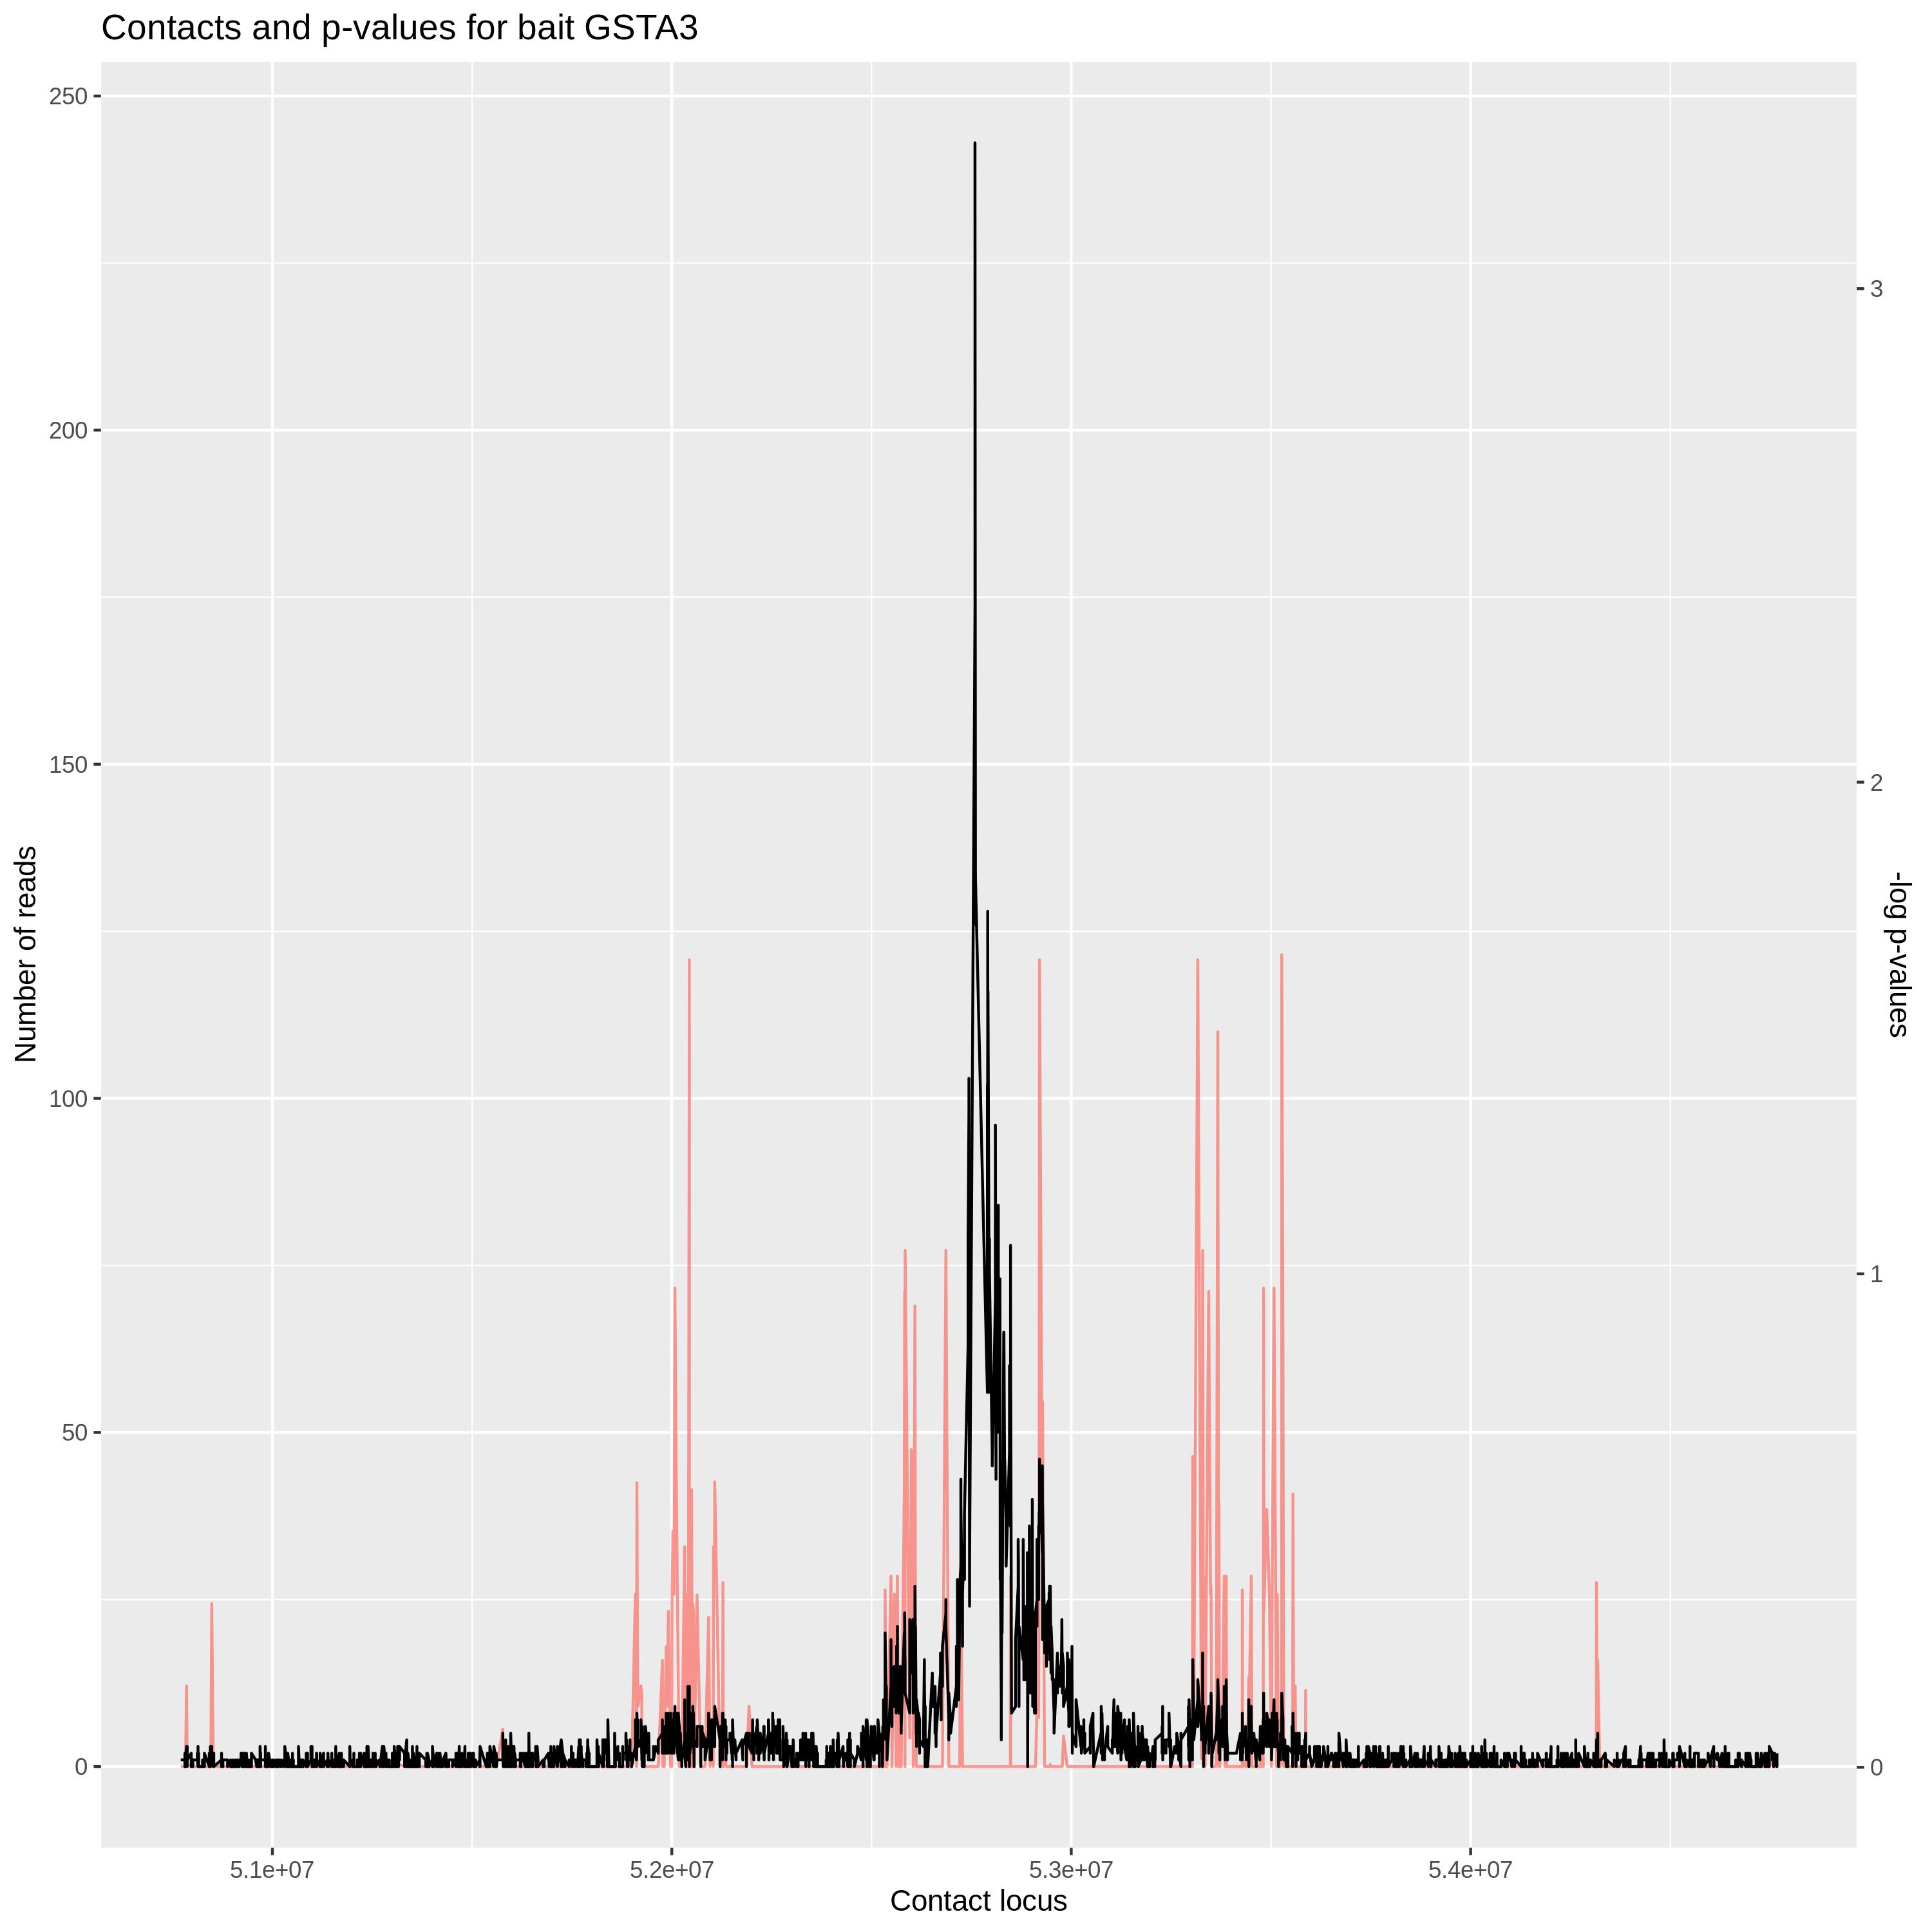 Contacts and p-values for bait GSTA3
250
200
150
100
50
0
Number of reads
3
2
1
0
-log p-values
5.1e+07 5.2e+07 5.3e+07 5.4e+07
Contact locus